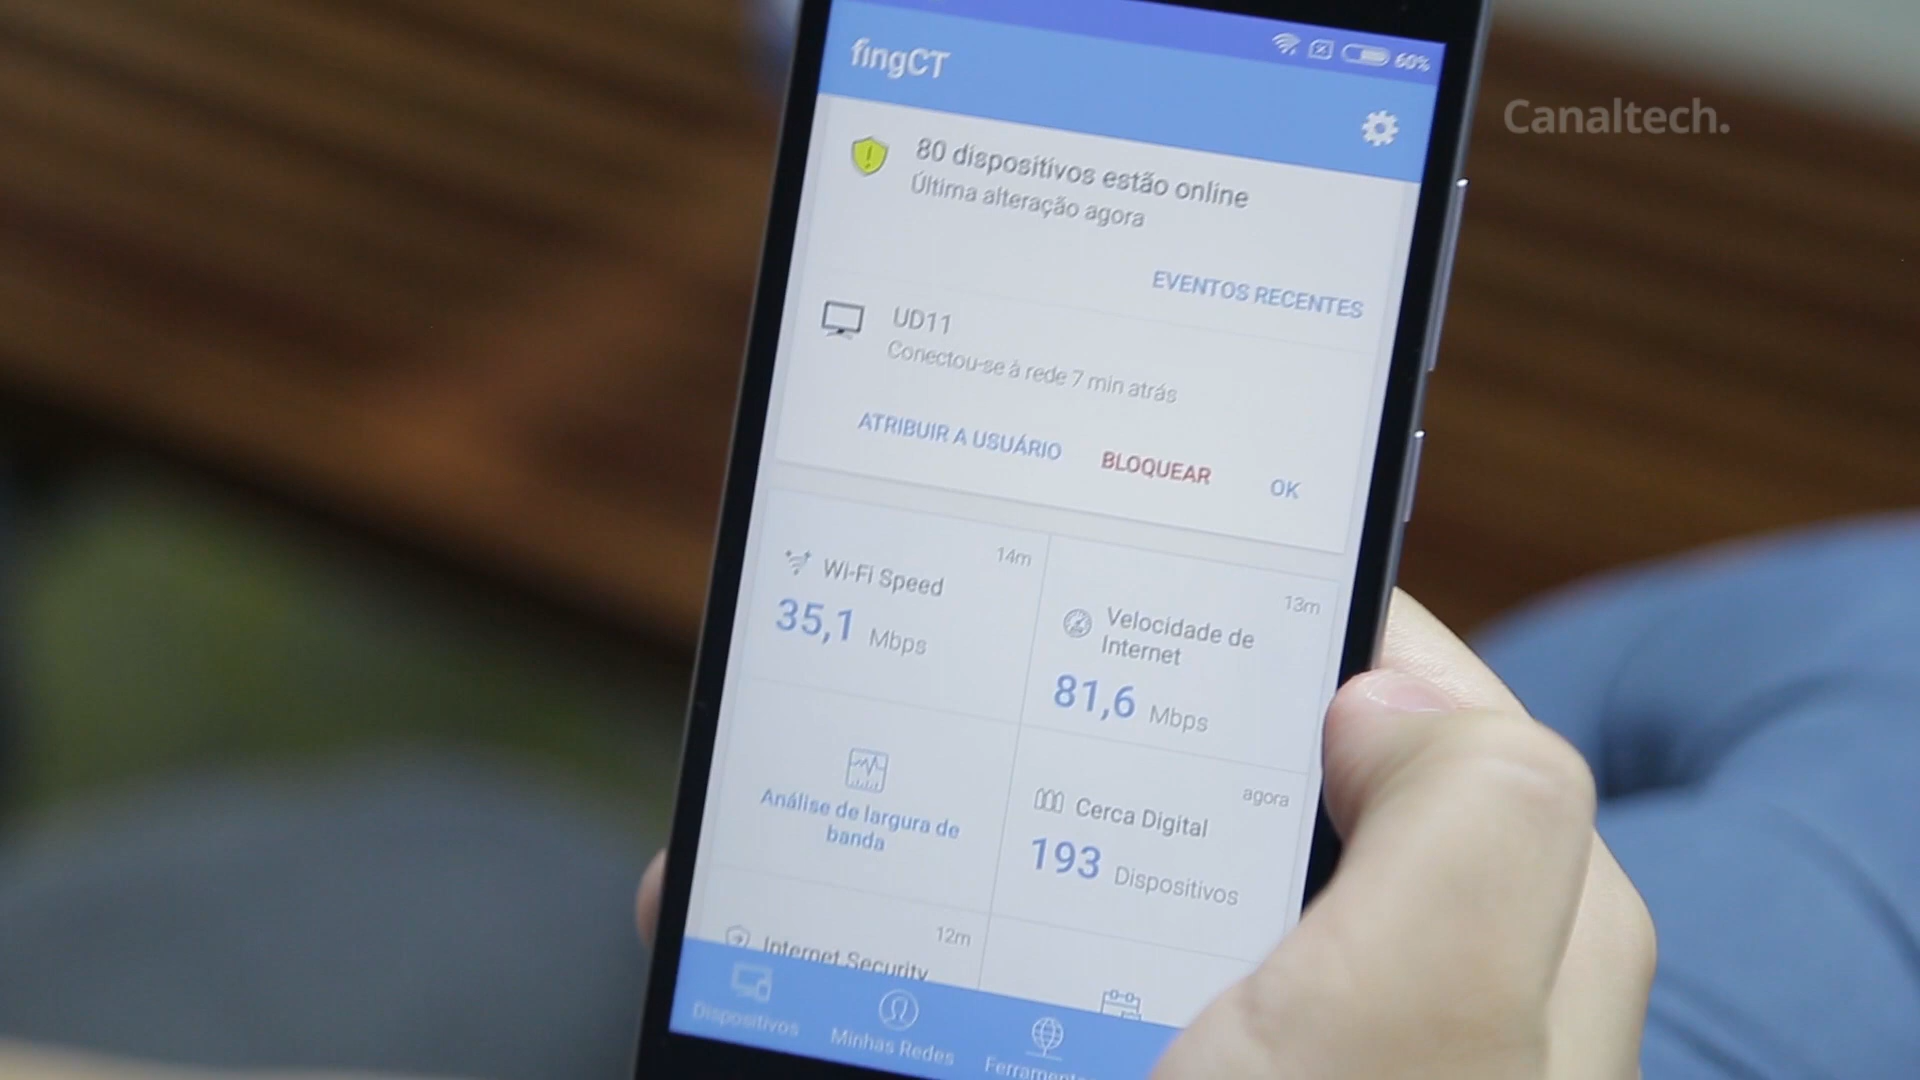 60%
fingCT
Canaltech.
80 dispositivos estão online
Última alteração agora
EVENTOS RECENTES
UD11
Conectou-se à rede 7 min atrás
ATRIBUIR A USUÁRIO BLOQUEAR OK
14m
Wi-Fi Speed
35,1 Mbps
13m
Velocidade de
Internet
81,6 Mbps
Análise de largura de
banda
agora
Cerca Digital
193 Dispositivos
12m
Internet Security
Dispositivos
Minhas Redes